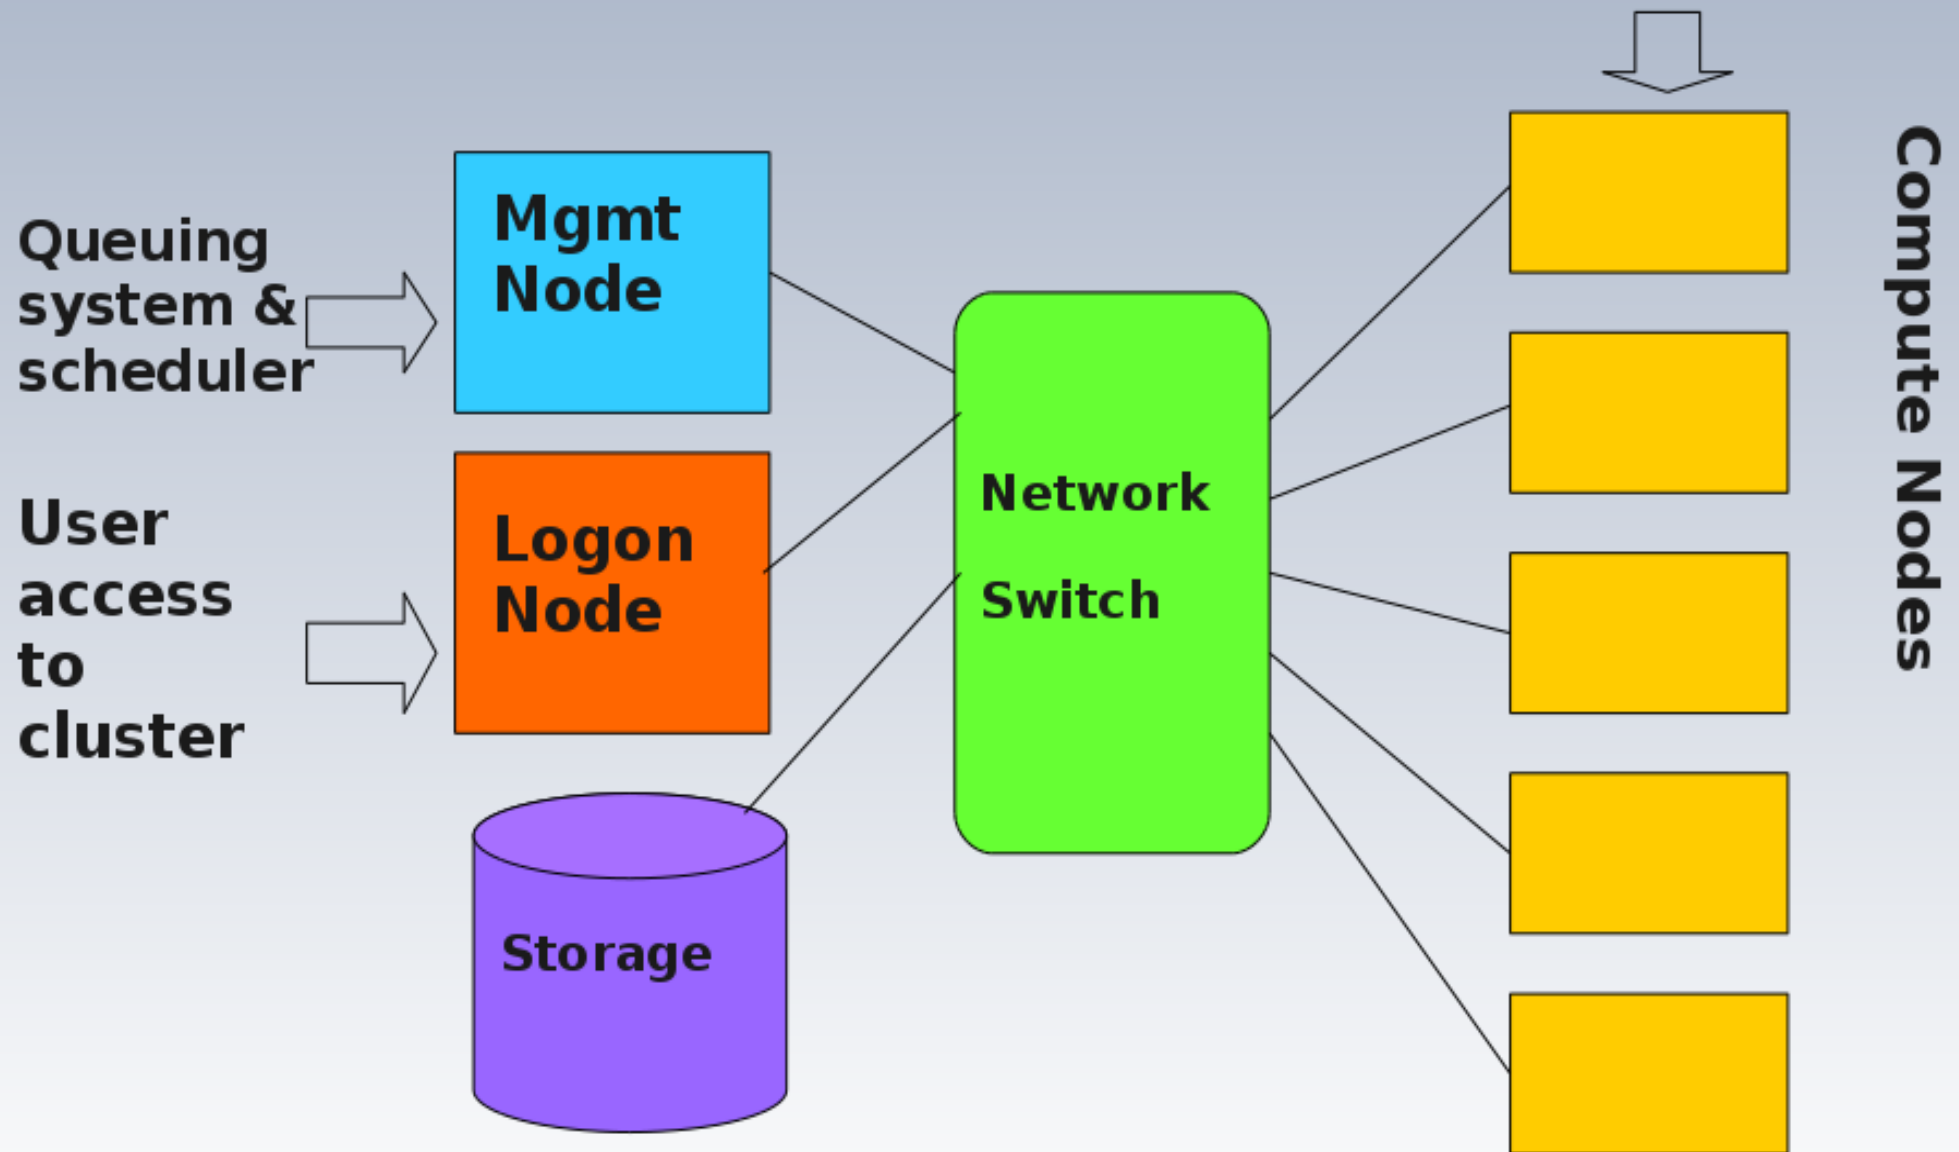 Queuing
system &
scheduler
Mgmt
Node
User
access
to
cluster
Logon
Node
Storage
Network
Switch
Compute Nodes